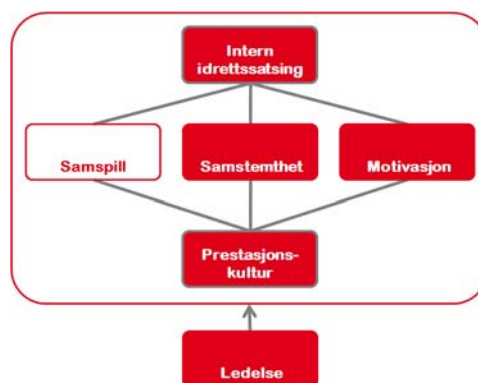 Intern
idrettssatsing
Samspill
Samstemthet
Motivasjon
Prestasjons-
kultur
Ledelse